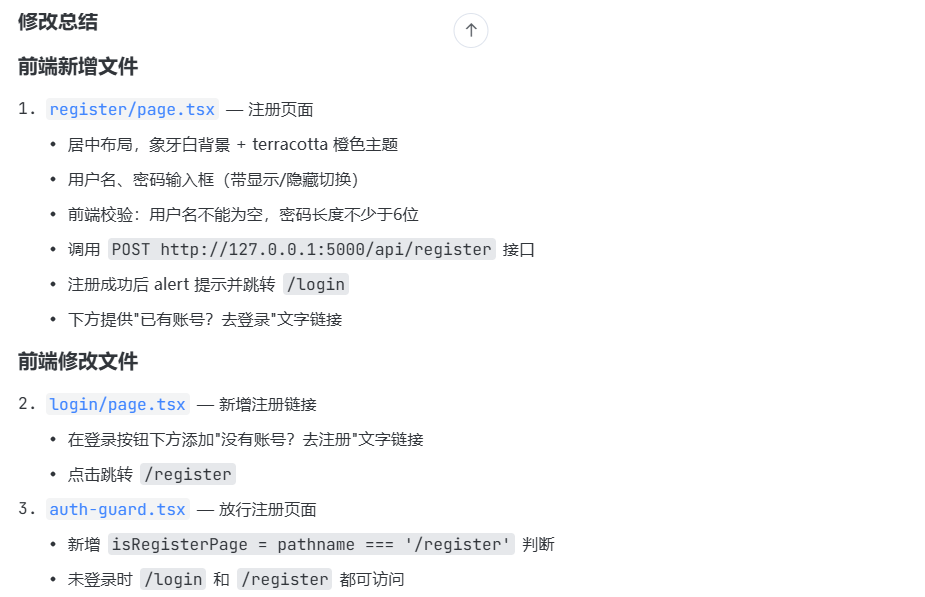 修改总结
前端新增文件
1. register/page.tsx — 注册页面
• 居中布局，象牙白背景 + terracotta 橙色主题
• 用户名、密码输入框（带显示/隐藏切换）
• 前端校验：用户名不能为空，密码长度不少于6位
• 调用 POST http://127.0.0.1:5000/api/register 接口
• 注册成功后 alert 提示并跳转 /login
• 下方提供"已有账号？去登录"文字链接
前端修改文件
2. login/page.tsx — 新增注册链接
• 在登录按钮下方添加"没有账号？去注册"文字链接
• 点击跳转 /register
3. auth-guard.tsx — 放行注册页面
• 新增 isRegisterPage = pathname === '/register' 判断
• 未登录时 /login 和 /register 都可访问